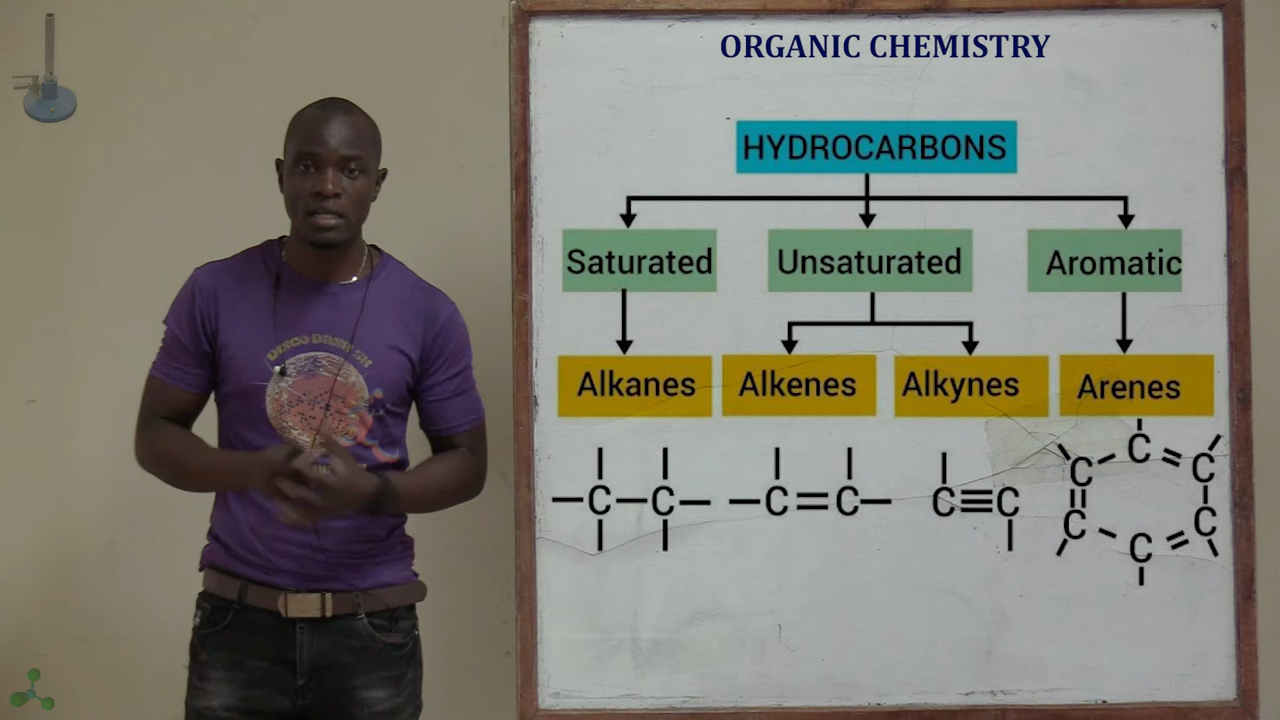 ORGANIC CHEMISTRY
HYDROCARBONS
Saturated Unsaturated Aromatic
Alkanes Alkenes Alkynes Arenes
C C C=C C≡C C C C C C C